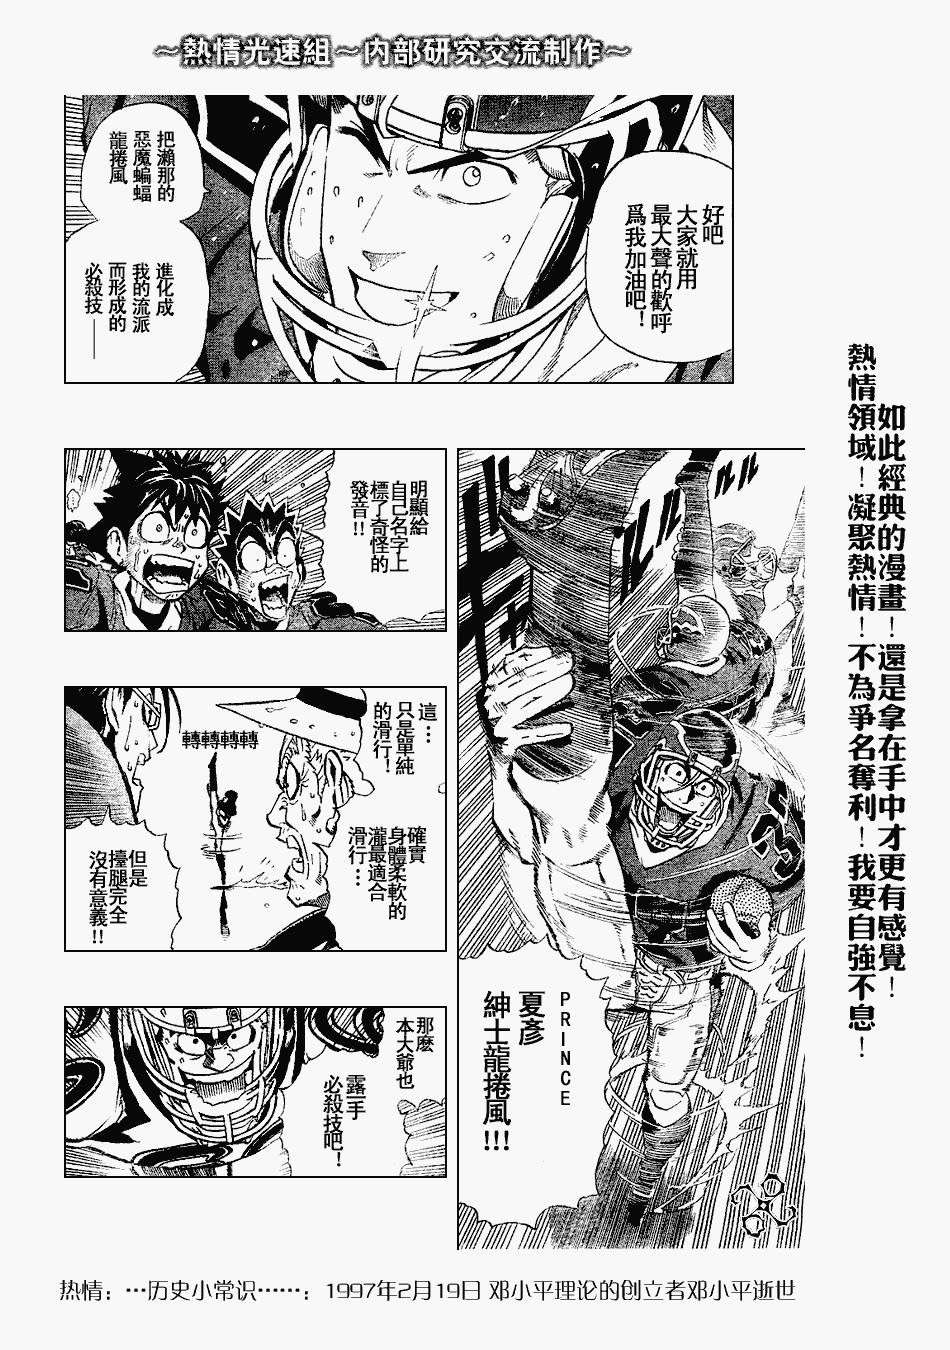 ～熱情光速組～内部研究交流制作～
好吧
大家就用
最大聲的歡呼
爲我加油吧！
把瀨那的
惡魔蝙蝠
龍捲風
進化成
我的流派
而形成的
必殺技——
如此經典的漫畫！還是拿在手中才更有感覺！
熱情領域！凝聚熱情！不為爭名奪利！我要自強不息！
PRINCE
夏彥
紳士龍捲風!!!
明顯給
自己名字上
標了奇怪的
發音!!
這…
只是單純
的滑行！
確實
身體柔軟的
瀧最適合
滑行…
轉轉轉轉
但是
擡腿完全
沒有意義!!
那麽
本大爺也
露一手
必殺技吧！
热情：…历史小常识……：1997年2月19日 邓小平理论的创立者邓小平逝世